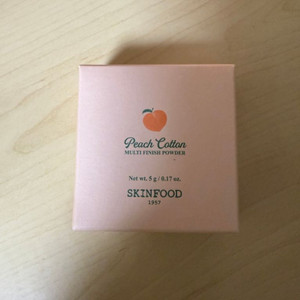 Peach Cotton
MULTI FINISH POWDER
Net wt. 5 g / 0.17 oz.
SKINFOOD
1957